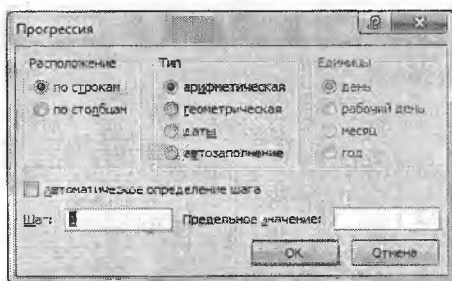 Прогрессия
Расположение
по строкам
по столбцам
Тип
арифметическая
геометрическая
даты
автозаполнение
Единицы
день
рабочий день
месяц
год
автоматическое определение шага
Шаг:
Предельное значение:
ОК
Отмена